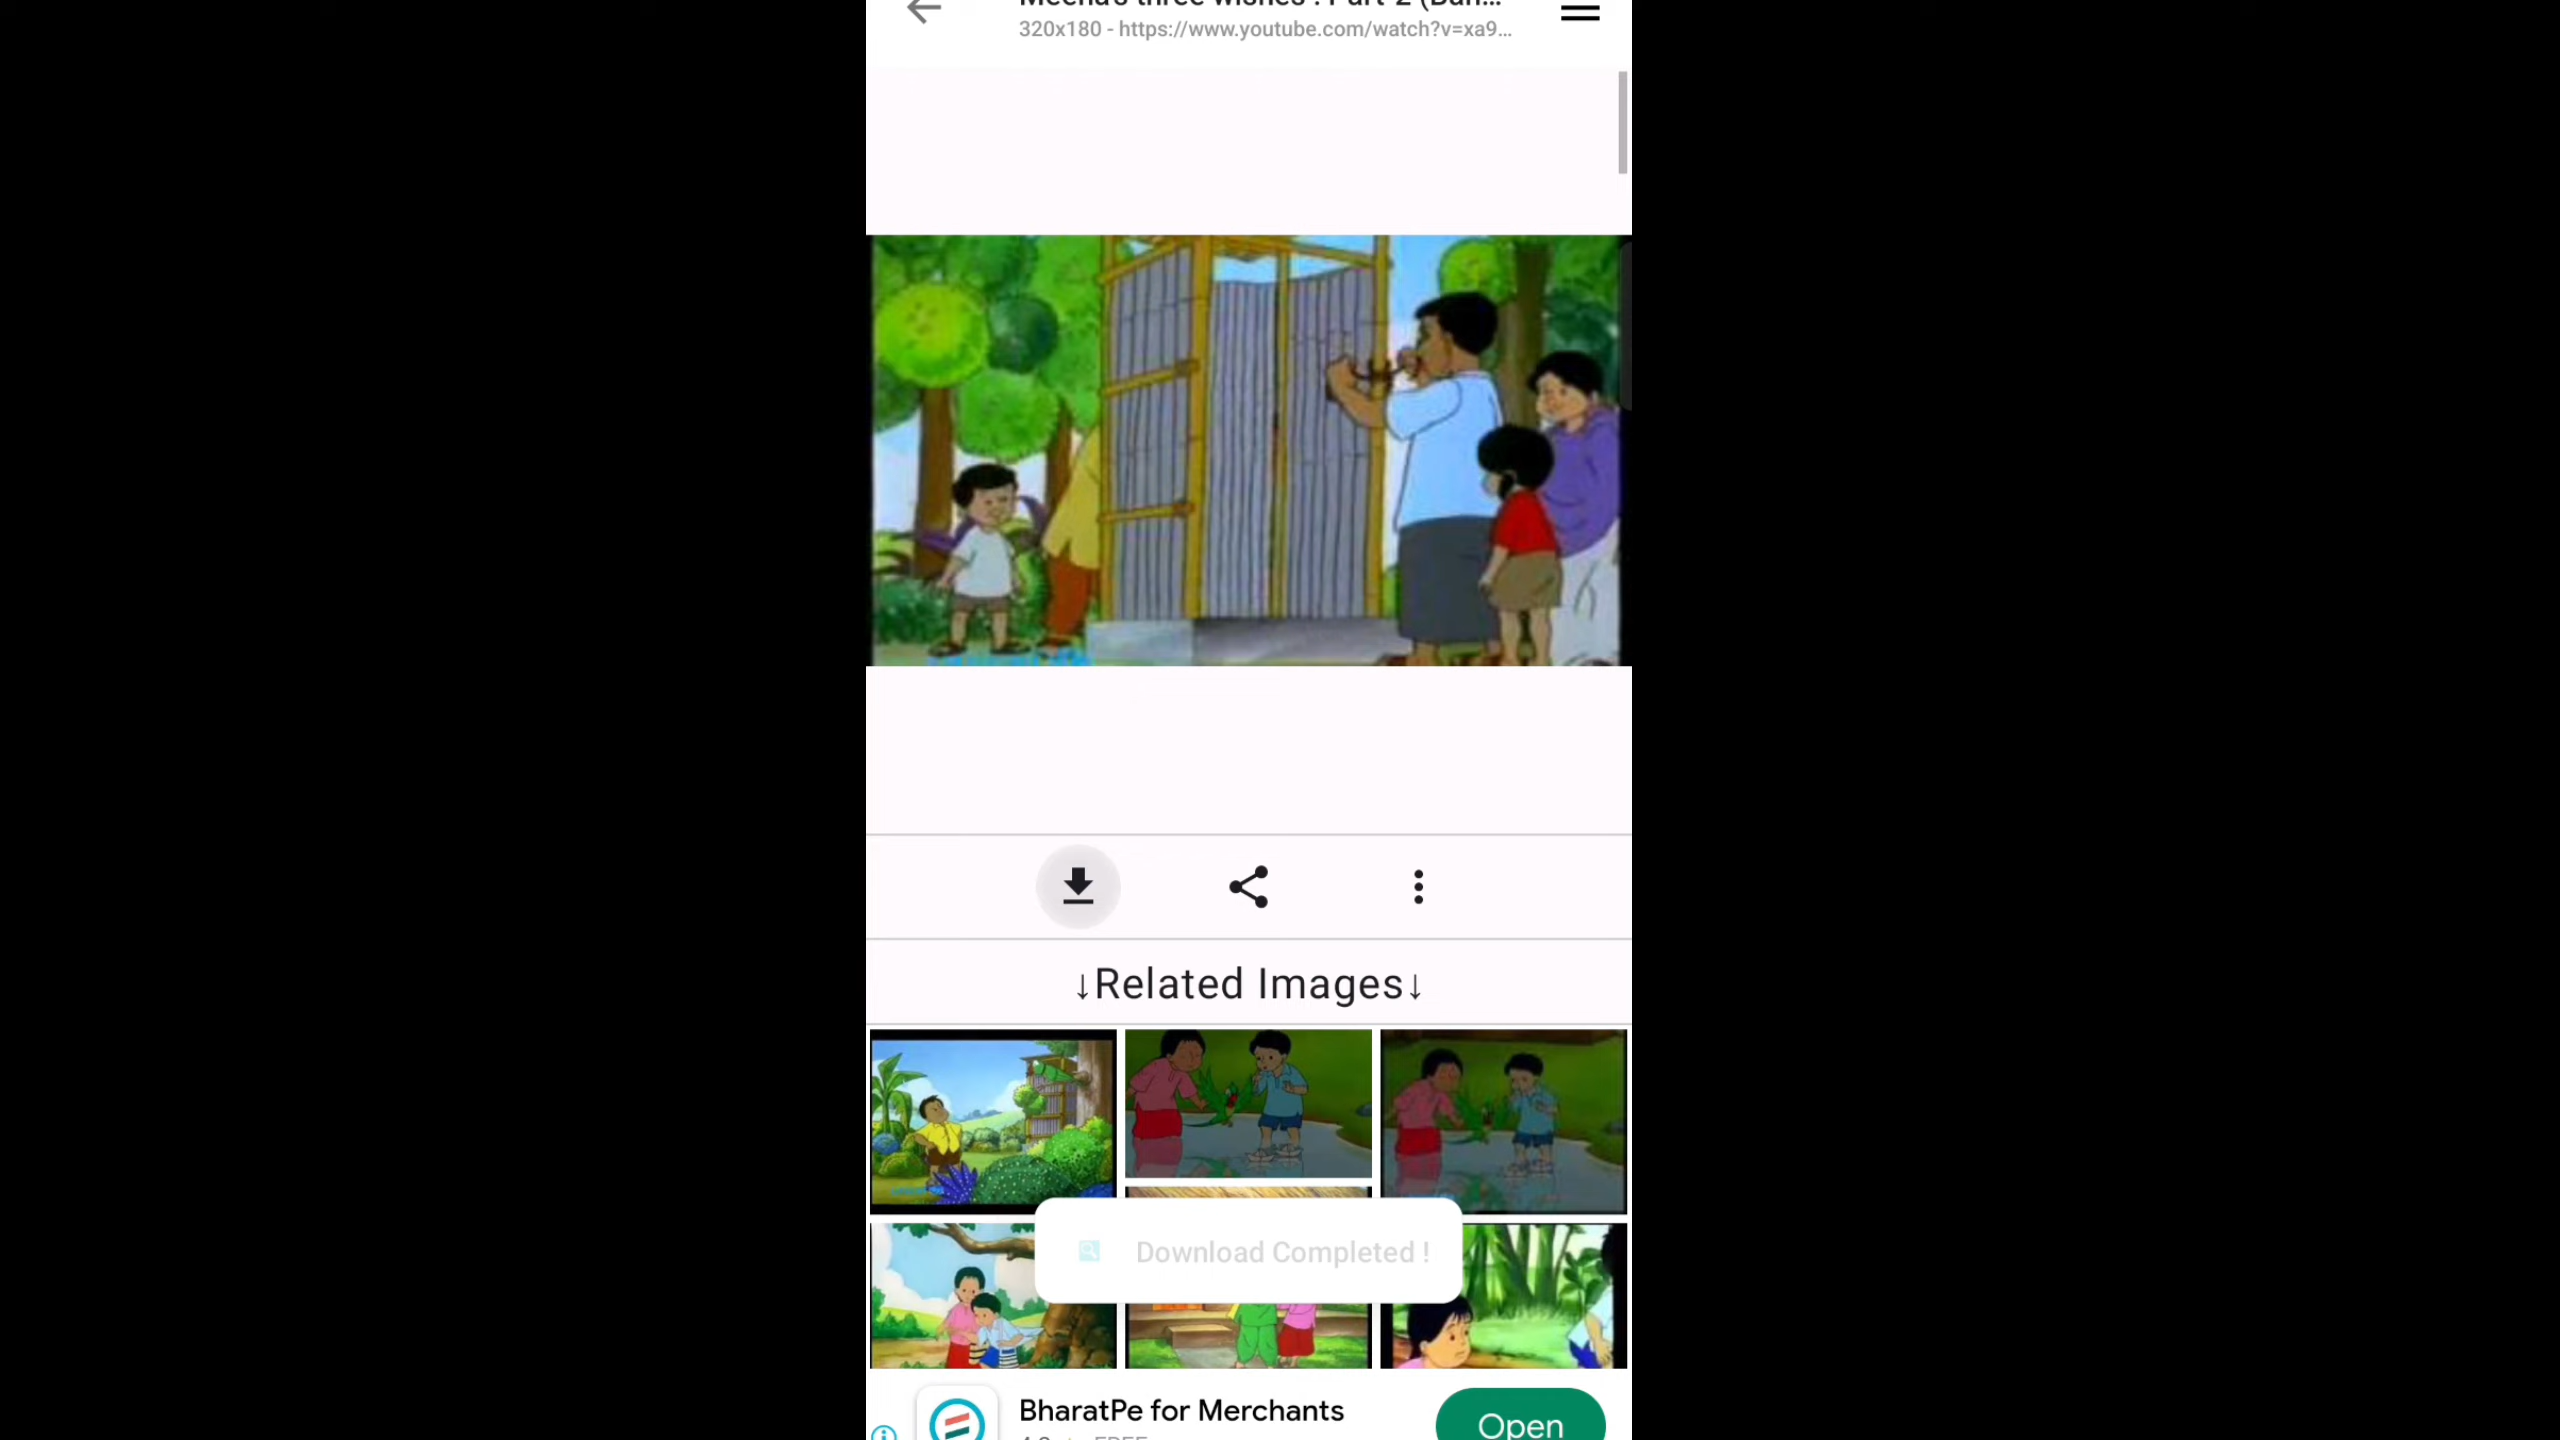 320x180 - https://www.youtube.com/watch?v=xa9...
↓Related Images↓
Download Completed !
BharatPe for Merchants
Open